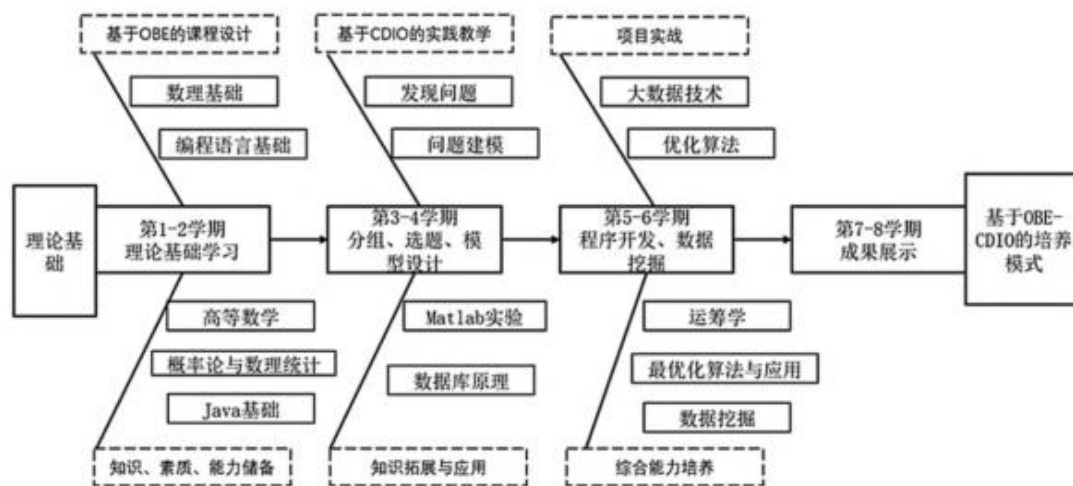 基于OBE的课程设计
基于CDIO的实践教学
项目实战
数理基础
发现问题
大数据技术
编程语言基础
问题建模
优化算法
理论基
础
第1-2学期
理论基础学习
第3-4学期
分组、选题、模
型设计
第5-6学期
程序开发、数据
挖掘
第7-8学期
成果展示
基于OBE-
CDIO的培养
模式
高等数学
Matlab实验
运筹学
概率论与数理统计
数据库原理
最优化算法与应用
Java基础
数据挖掘
知识、素质、能力储备
知识拓展与应用
综合能力培养